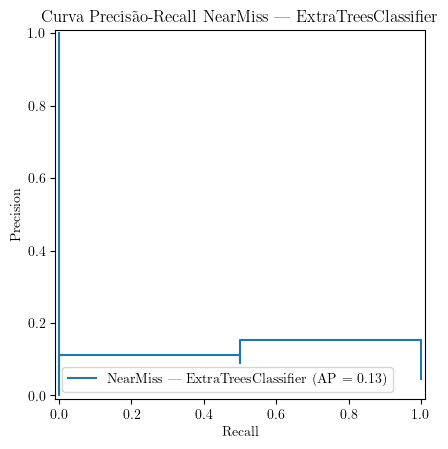 Curva Precisão-Recall NearMiss — ExtraTreesClassifier
1.0
0.8
0.6
0.4
0.2
0.0
Precision
NearMiss — ExtraTreesClassifier (AP = 0.13)
0.0 0.2 0.4 0.6 0.8 1.0
Recall